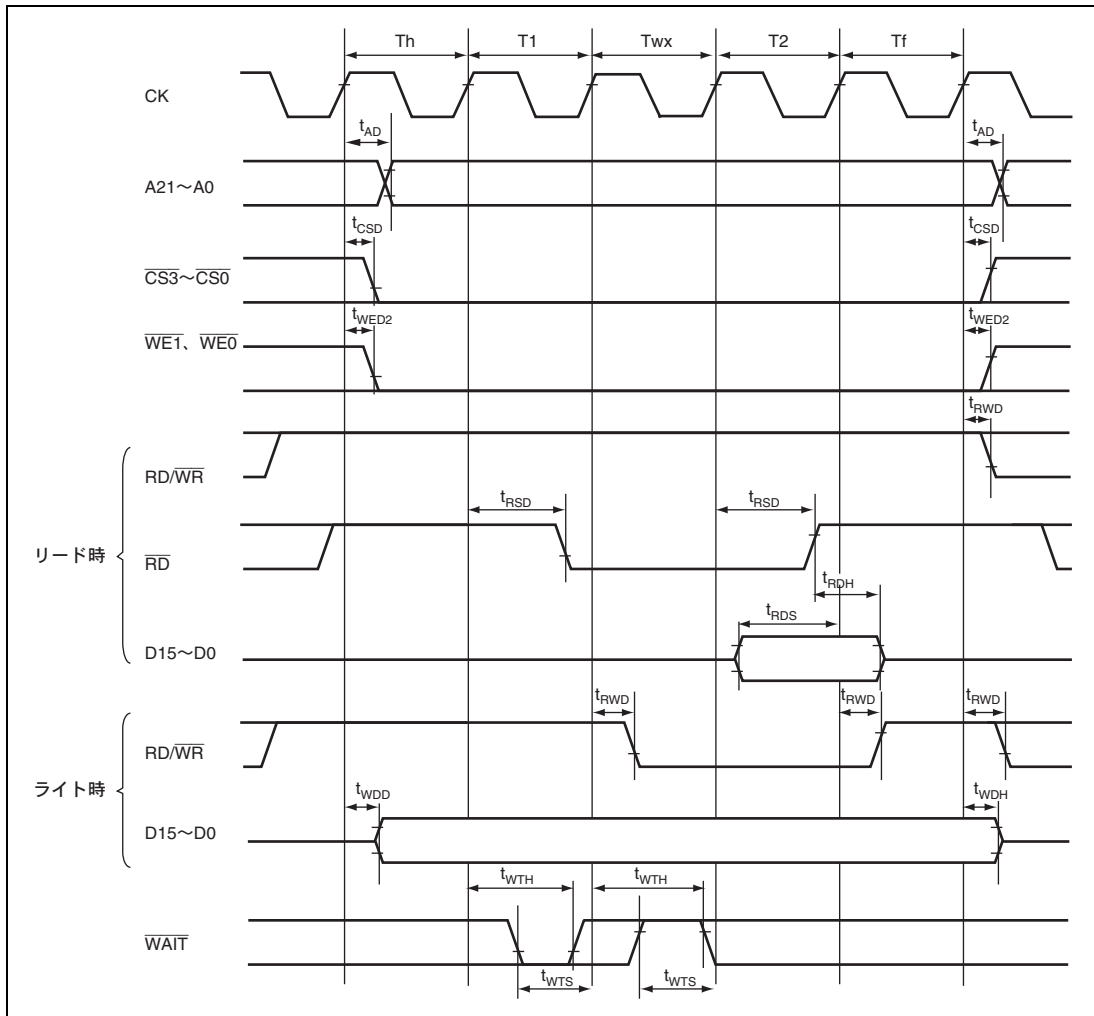 Th T1 Twx T2 Tf
CK
tAD tAD
A21～A0
tCSD tCSD
CS3～CS0
tWED2 tWED2
WE1、WE0
tRWD
リード時
RD/WR
tRSD tRSD
RD
tRDH
tRDS
D15～D0
tRWD tRWD tRWD
ライト時
RD/WR
tWDD tWDH
D15～D0
tWTH tWTH
WAIT
tWTS tWTS